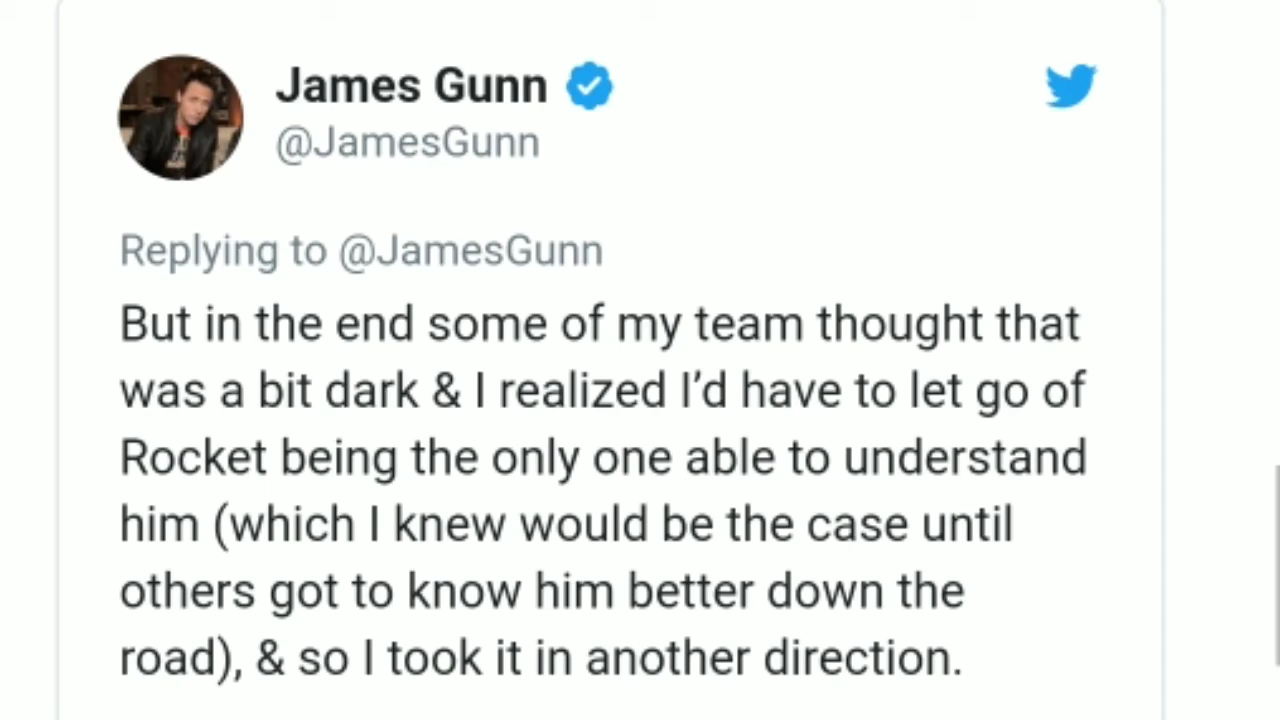 James Gunn
@JamesGunn
Replying to @JamesGunn
But in the end some of my team thought that
was a bit dark & I realized I’d have to let go of
Rocket being the only one able to understand
him (which I knew would be the case until
others got to know him better down the
road), & so I took it in another direction.